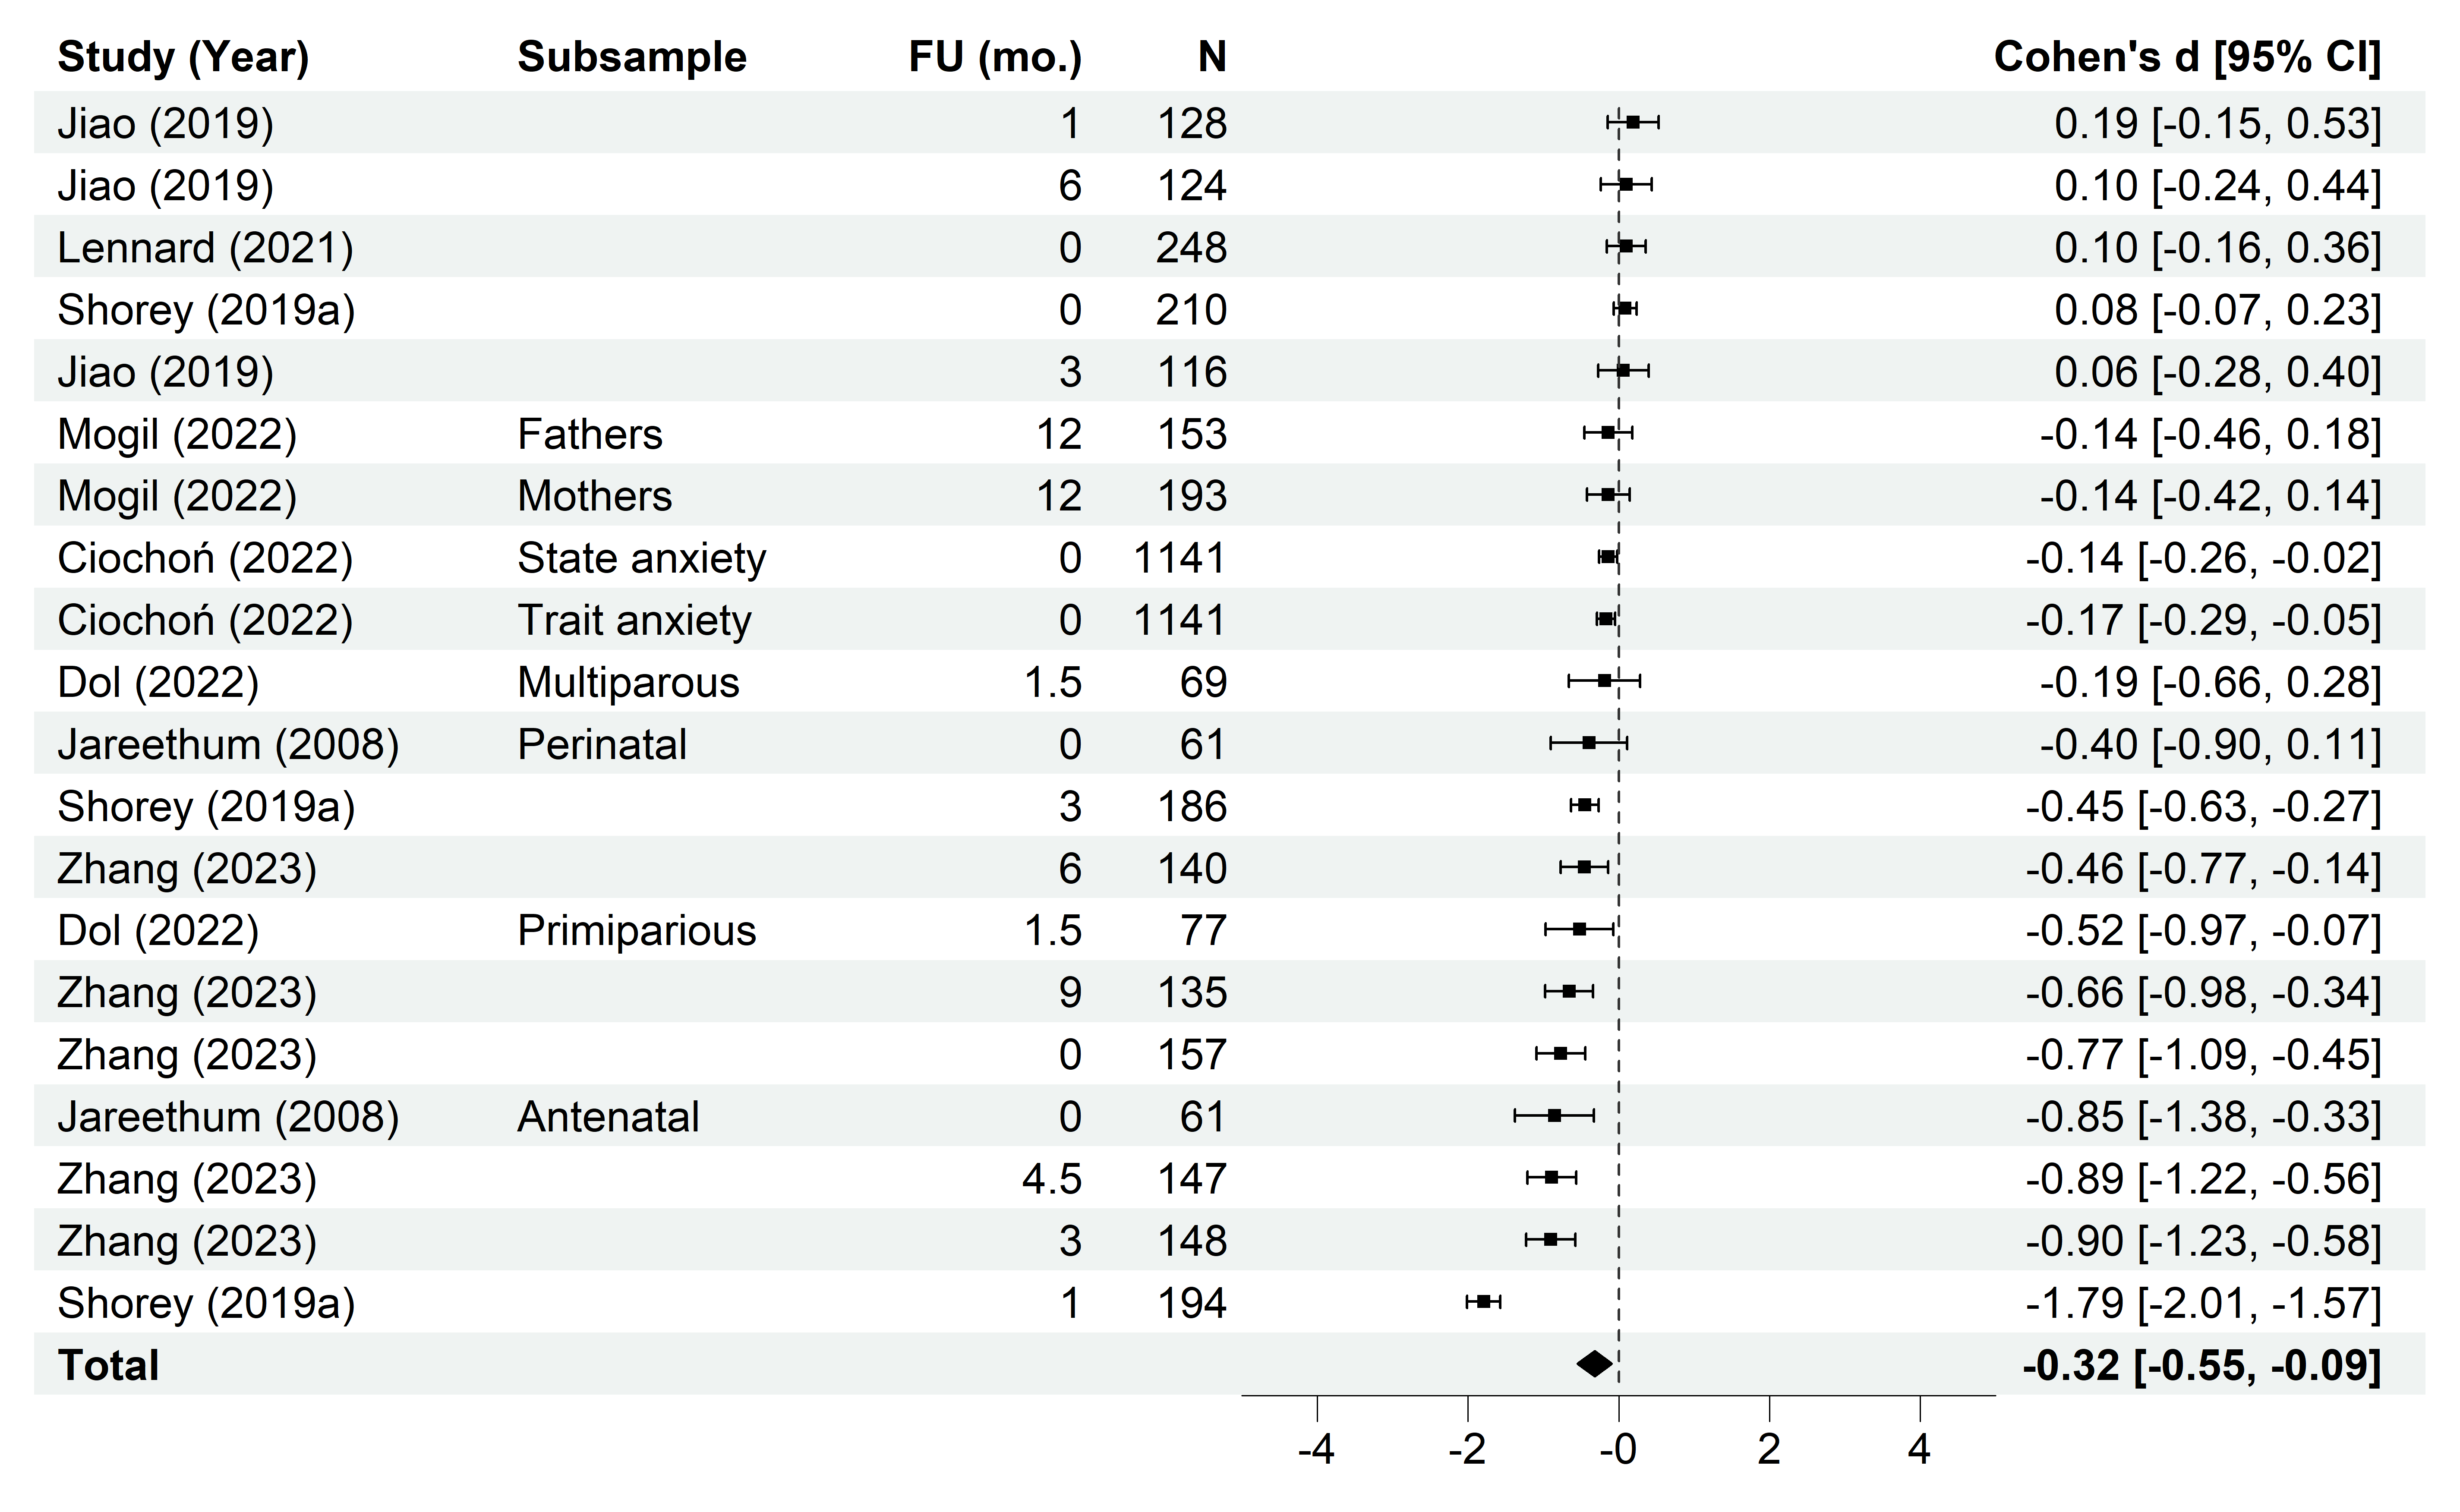 Study (Year) Subsample FU (mo.) N Cohen's d [95% CI]
Jiao (2019) 1 128 0.19 [-0.15, 0.53]
Jiao (2019) 6 124 0.10 [-0.24, 0.44]
Lennard (2021) 0 248 0.10 [-0.16, 0.36]
Shorey (2019a) 0 210 0.08 [-0.07, 0.23]
Jiao (2019) 3 116 0.06 [-0.28, 0.40]
Mogil (2022) Fathers 12 153 -0.14 [-0.46, 0.18]
Mogil (2022) Mothers 12 193 -0.14 [-0.42, 0.14]
Ciochoń (2022) State anxiety 0 1141 -0.14 [-0.26, -0.02]
Ciochoń (2022) Trait anxiety 0 1141 -0.17 [-0.29, -0.05]
Dol (2022) Multiparous 1.5 69 -0.19 [-0.66, 0.28]
Jareethum (2008) Perinatal 0 61 -0.40 [-0.90, 0.11]
Shorey (2019a) 3 186 -0.45 [-0.63, -0.27]
Zhang (2023) 6 140 -0.46 [-0.77, -0.14]
Dol (2022) Primiparious 1.5 77 -0.52 [-0.97, -0.07]
Zhang (2023) 9 135 -0.66 [-0.98, -0.34]
Zhang (2023) 0 157 -0.77 [-1.09, -0.45]
Jareethum (2008) Antenatal 0 61 -0.85 [-1.38, -0.33]
Zhang (2023) 4.5 147 -0.89 [-1.22, -0.56]
Zhang (2023) 3 148 -0.90 [-1.23, -0.58]
Shorey (2019a) 1 194 -1.79 [-2.01, -1.57]
Total -0.32 [-0.55, -0.09]
-4 -2 -0 2 4